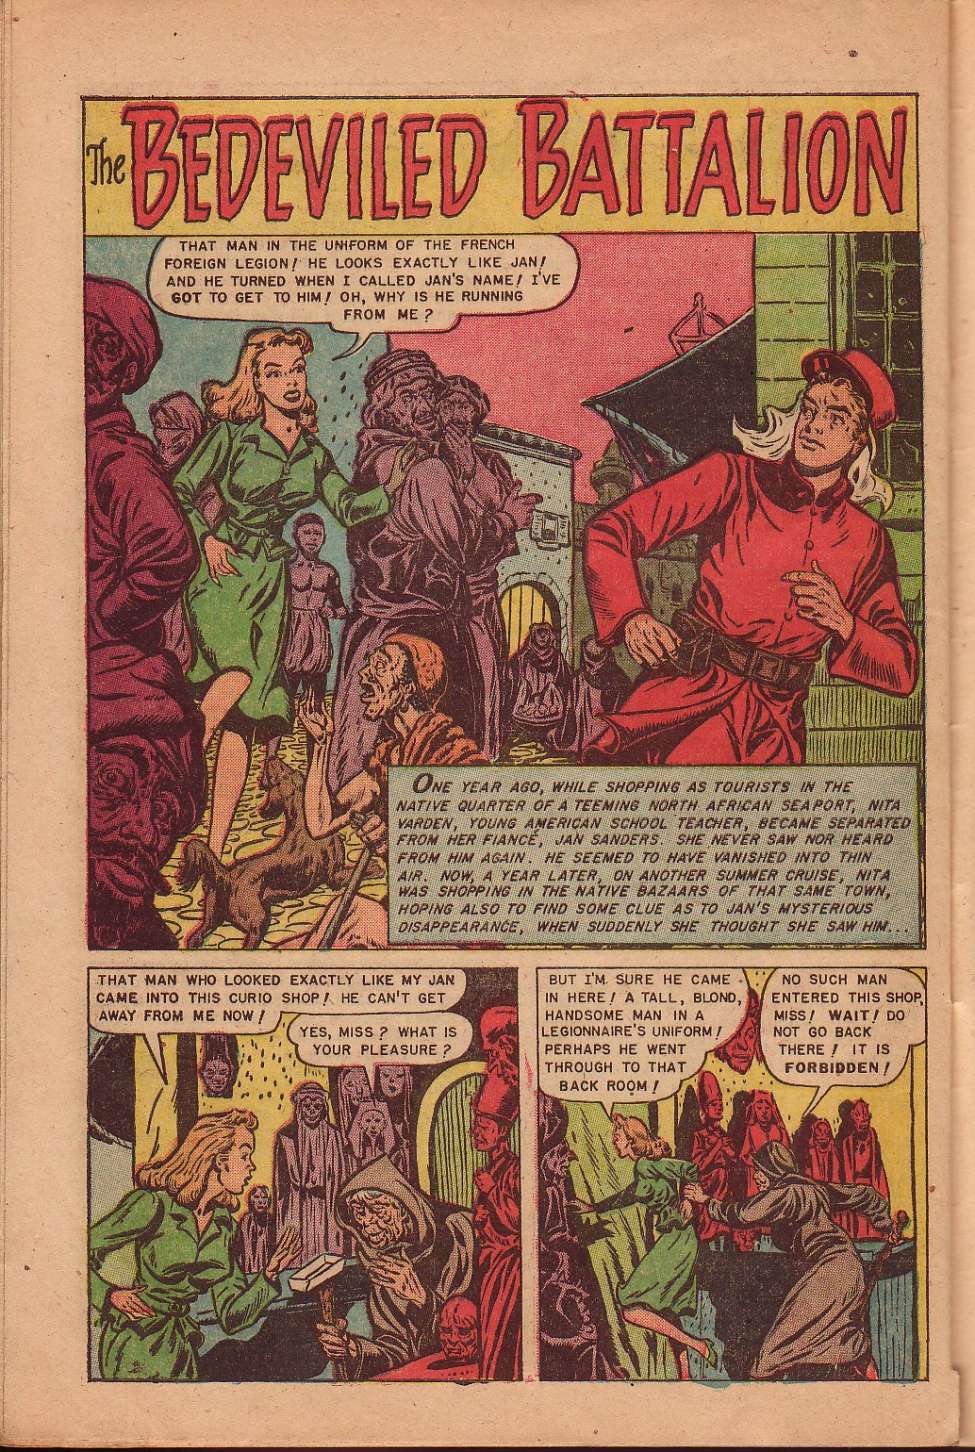 The BEDEVILED BATTALION
THAT MAN IN THE UNIFORM OF THE FRENCH
FOREIGN LEGION! HE LOOKS EXACTLY LIKE JAN!
AND HE TURNED WHEN I CALLED JAN'S NAME! I'VE
GOT TO GET TO HIM! OH, WHY IS HE RUNNING
FROM ME?
ONE YEAR AGO, WHILE SHOPPING AS TOURISTS IN THE
NATIVE QUARTER OF A TEEMING NORTH AFRICAN SEAPORT, NITA
VARDEN, YOUNG AMERICAN SCHOOL TEACHER, BECAME SEPARATED
FROM HER FIANCÉ, JAN SANDERS. SHE NEVER SAW NOR HEARD
FROM HIM AGAIN. HE SEEMED TO HAVE VANISHED INTO THIN
AIR. NOW, A YEAR LATER, ON ANOTHER SUMMER CRUISE, NITA
WAS SHOPPING IN THE NATIVE BAZAARS OF THAT SAME TOWN,
HOPING ALSO TO FIND SOME CLUE AS TO JAN'S MYSTERIOUS
DISAPPEARANCE, WHEN SUDDENLY SHE THOUGHT SHE SAW HIM...
THAT MAN WHO LOOKED EXACTLY LIKE MY JAN
CAME INTO THIS CURIO SHOP! HE CAN'T GET
AWAY FROM ME NOW!
YES, MISS? WHAT IS
YOUR PLEASURE?
BUT I'M SURE HE CAME
IN HERE! A TALL, BLOND,
HANDSOME MAN IN A
LEGIONNAIRE'S UNIFORM!
PERHAPS HE WENT
THROUGH TO THAT
BACK ROOM!
NO SUCH MAN
ENTERED THIS SHOP,
MISS! WAIT! DO
NOT GO BACK
THERE! IT IS
FORBIDDEN!